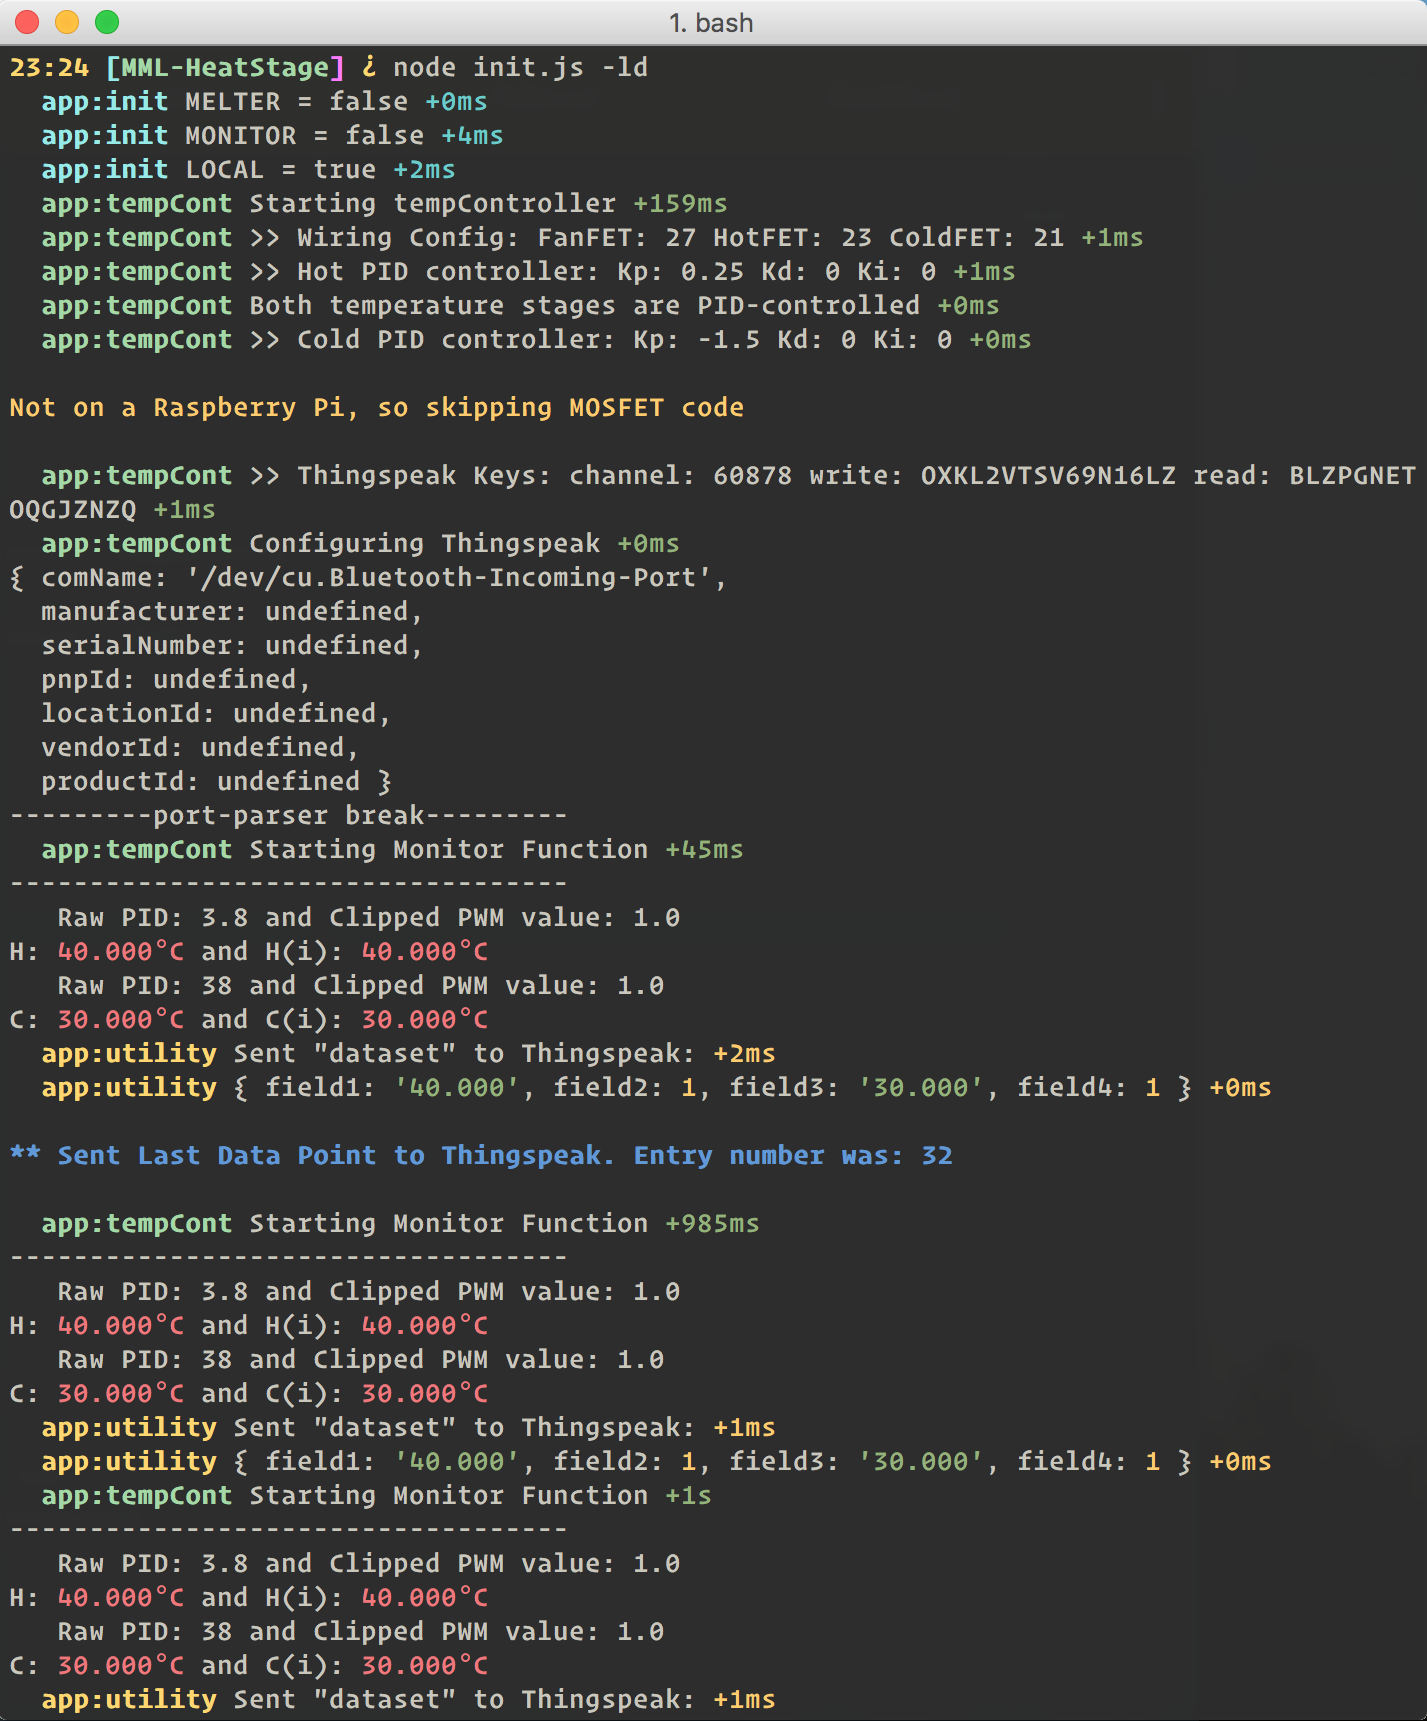 1. bash
23:24 [MML-HeatStage] ¿ node init.js -ld
app:init MELTER = false +0ms
app:init MONITOR = false +4ms
app:init LOCAL = true +2ms
app:tempCont Starting tempController +159ms
app:tempCont >> Wiring Config: FanFET: 27 HotFET: 23 ColdFET: 21 +1ms
app:tempCont >> Hot PID controller: Kp: 0.25 Kd: 0 Ki: 0 +1ms
app:tempCont Both temperature stages are PID-controlled +0ms
app:tempCont >> Cold PID controller: Kp: -1.5 Kd: 0 Ki: 0 +0ms
Not on a Raspberry Pi, so skipping MOSFET code
app:tempCont >> Thingspeak Keys: channel: 60878 write: OXKL2VTSV69N16LZ read: BLZPGNET
OQGJZNZQ +1ms
app:tempCont Configuring Thingspeak +0ms
{ comName: '/dev/cu.Bluetooth-Incoming-Port',
manufacturer: undefined,
serialNumber: undefined,
pnpId: undefined,
locationId: undefined,
vendorId: undefined,
productId: undefined }
---------port-parser break---------
app:tempCont Starting Monitor Function +45ms
-----------------------------------
Raw PID: 3.8 and Clipped PWM value: 1.0
H: 40.000°C and H(i): 40.000°C
Raw PID: 38 and Clipped PWM value: 1.0
C: 30.000°C and C(i): 30.000°C
app:utility Sent "dataset" to Thingspeak: +2ms
app:utility { field1: '40.000', field2: 1, field3: '30.000', field4: 1 } +0ms
** Sent Last Data Point to Thingspeak. Entry number was: 32
app:tempCont Starting Monitor Function +985ms
-----------------------------------
Raw PID: 3.8 and Clipped PWM value: 1.0
H: 40.000°C and H(i): 40.000°C
Raw PID: 38 and Clipped PWM value: 1.0
C: 30.000°C and C(i): 30.000°C
app:utility Sent "dataset" to Thingspeak: +1ms
app:utility { field1: '40.000', field2: 1, field3: '30.000', field4: 1 } +0ms
app:tempCont Starting Monitor Function +1s
-----------------------------------
Raw PID: 3.8 and Clipped PWM value: 1.0
H: 40.000°C and H(i): 40.000°C
Raw PID: 38 and Clipped PWM value: 1.0
C: 30.000°C and C(i): 30.000°C
app:utility Sent "dataset" to Thingspeak: +1ms